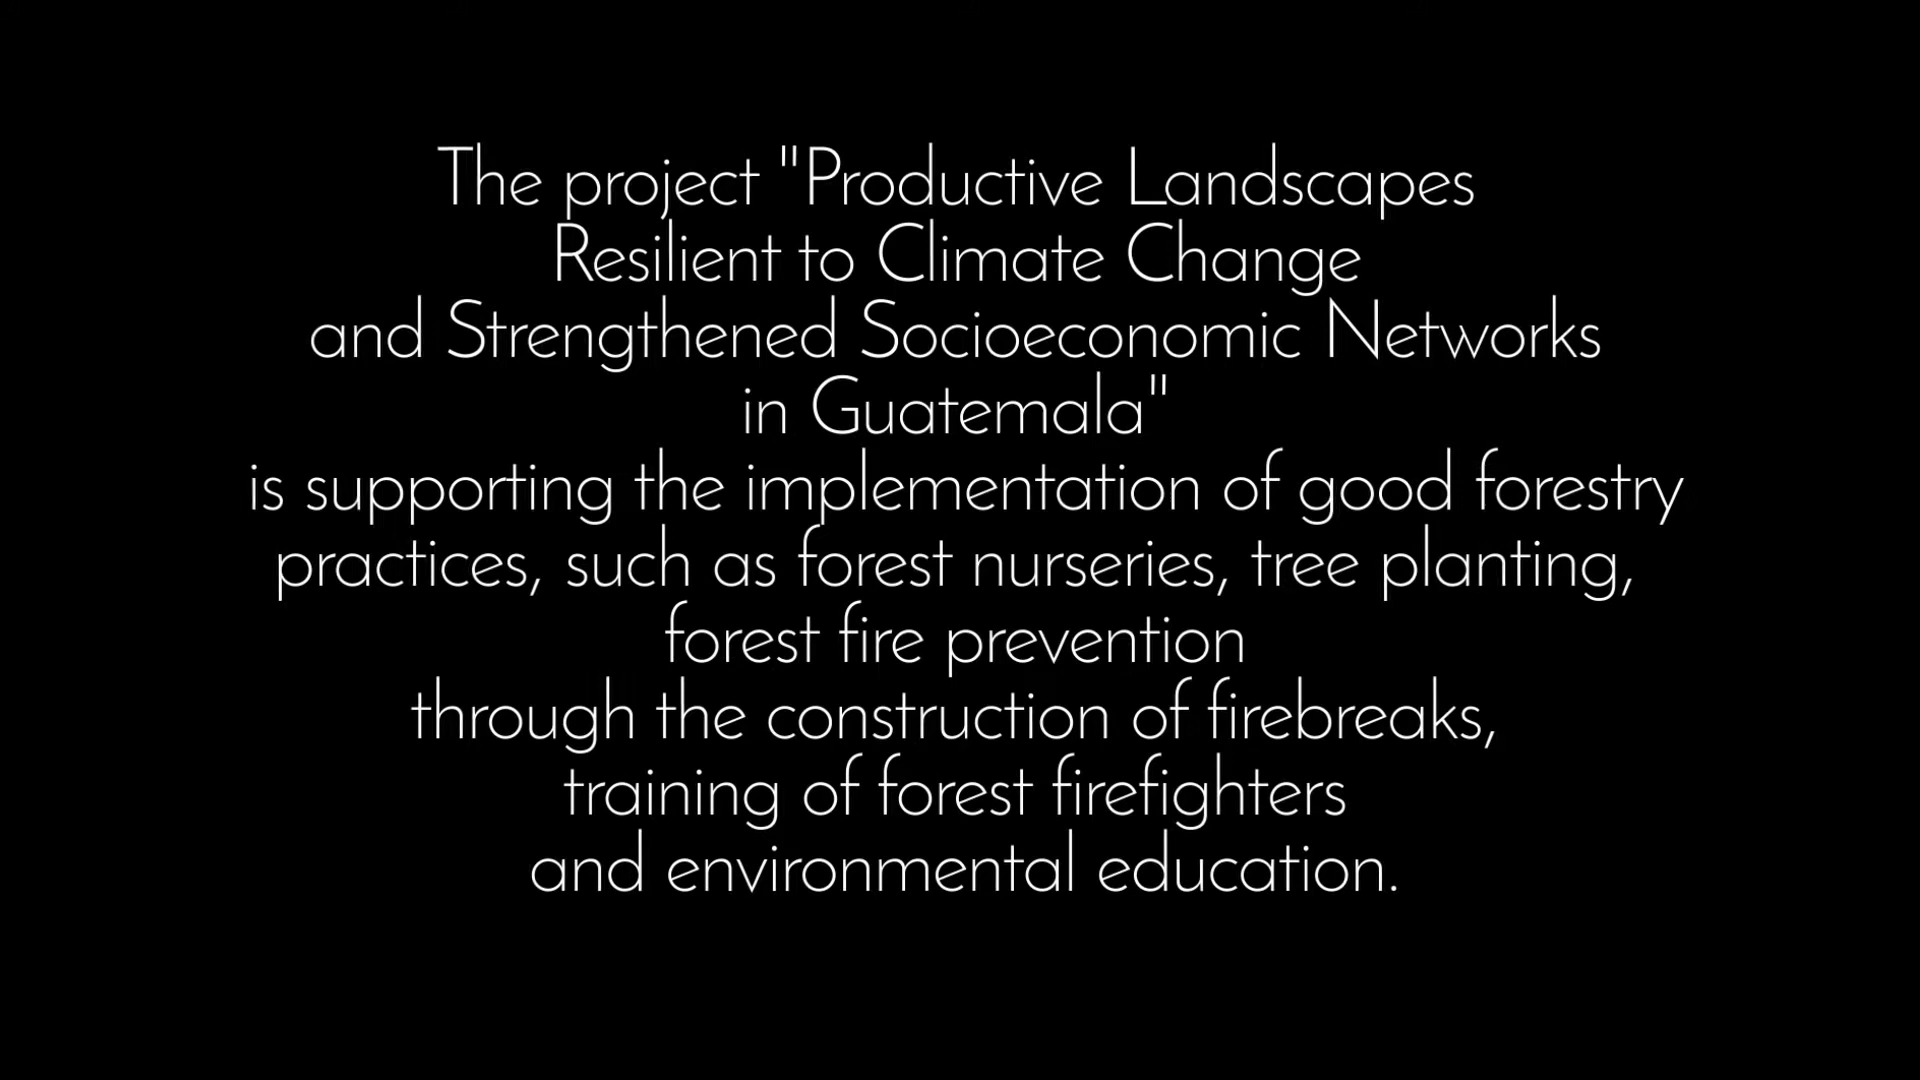 The project "Productive Landscapes
Resilient to Climate Change
and Strengthened Socioeconomic Networks
in Guatemala"
is supporting the implementation of good forestry
practices, such as forest nurseries, tree planting,
forest fire prevention
through the construction of firebreaks,
training of forest firefighters
and environmental education.